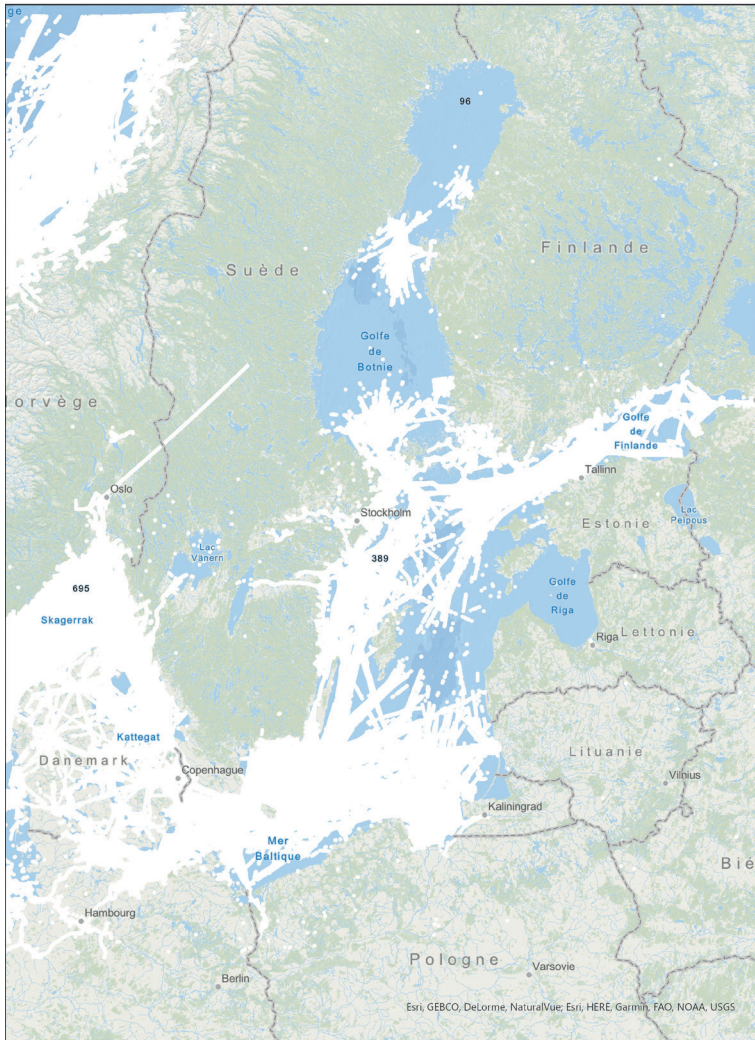 ge
96
Finlande
Suède
Golfe
de
Botnie
orvège
Golfe
de
Finlande
Oslo
Tallinn
Stockholm
Lac
Peïpous
Estonie
Lac
Vänern
389
695
Golfe
de
Riga
Skagerrak
Riga
Lettonie
Kattegat
Danemark
Lituanie
Copenhague
Vilnius
Kaliningrad
Mer
Baltique
Bié
Hambourg
Pologne
Varsovie
Berlin
Esri, GEBCO, DeLorme, NaturalVue; Esri, HERE, Garmin, FAO, NOAA, USGS